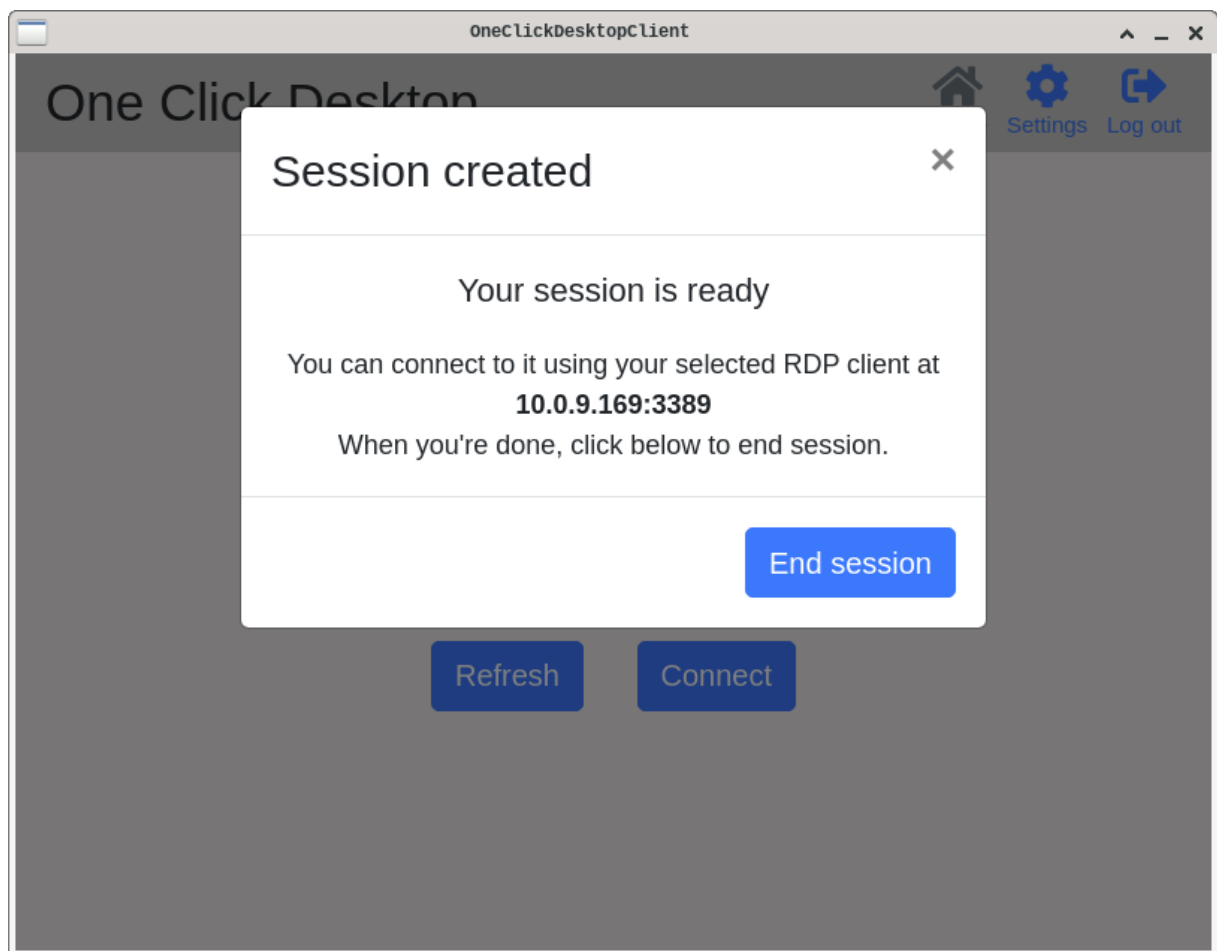 OneClickDesktopClient
One Click Desktop
Settings
Log out
Session created
Your session is ready
You can connect to it using your selected RDP client at
10.0.9.169:3389
When you're done, click below to end session.
End session
Refresh
Connect